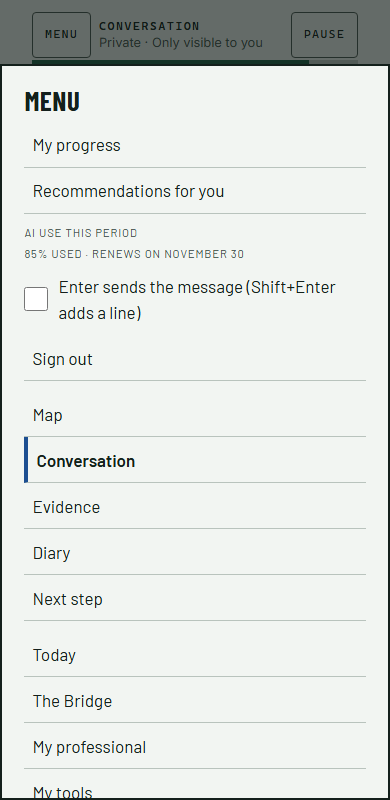 MENU
CONVERSATION
Private · Only visible to you
PAUSE
MENU
My progress
Recommendations for you
AI USE THIS PERIOD
85% USED · RENEWS ON NOVEMBER 30
Enter sends the message (Shift+Enter
adds a line)
Sign out
Map
Conversation
Evidence
Diary
Next step
Today
The Bridge
My professional
My tools